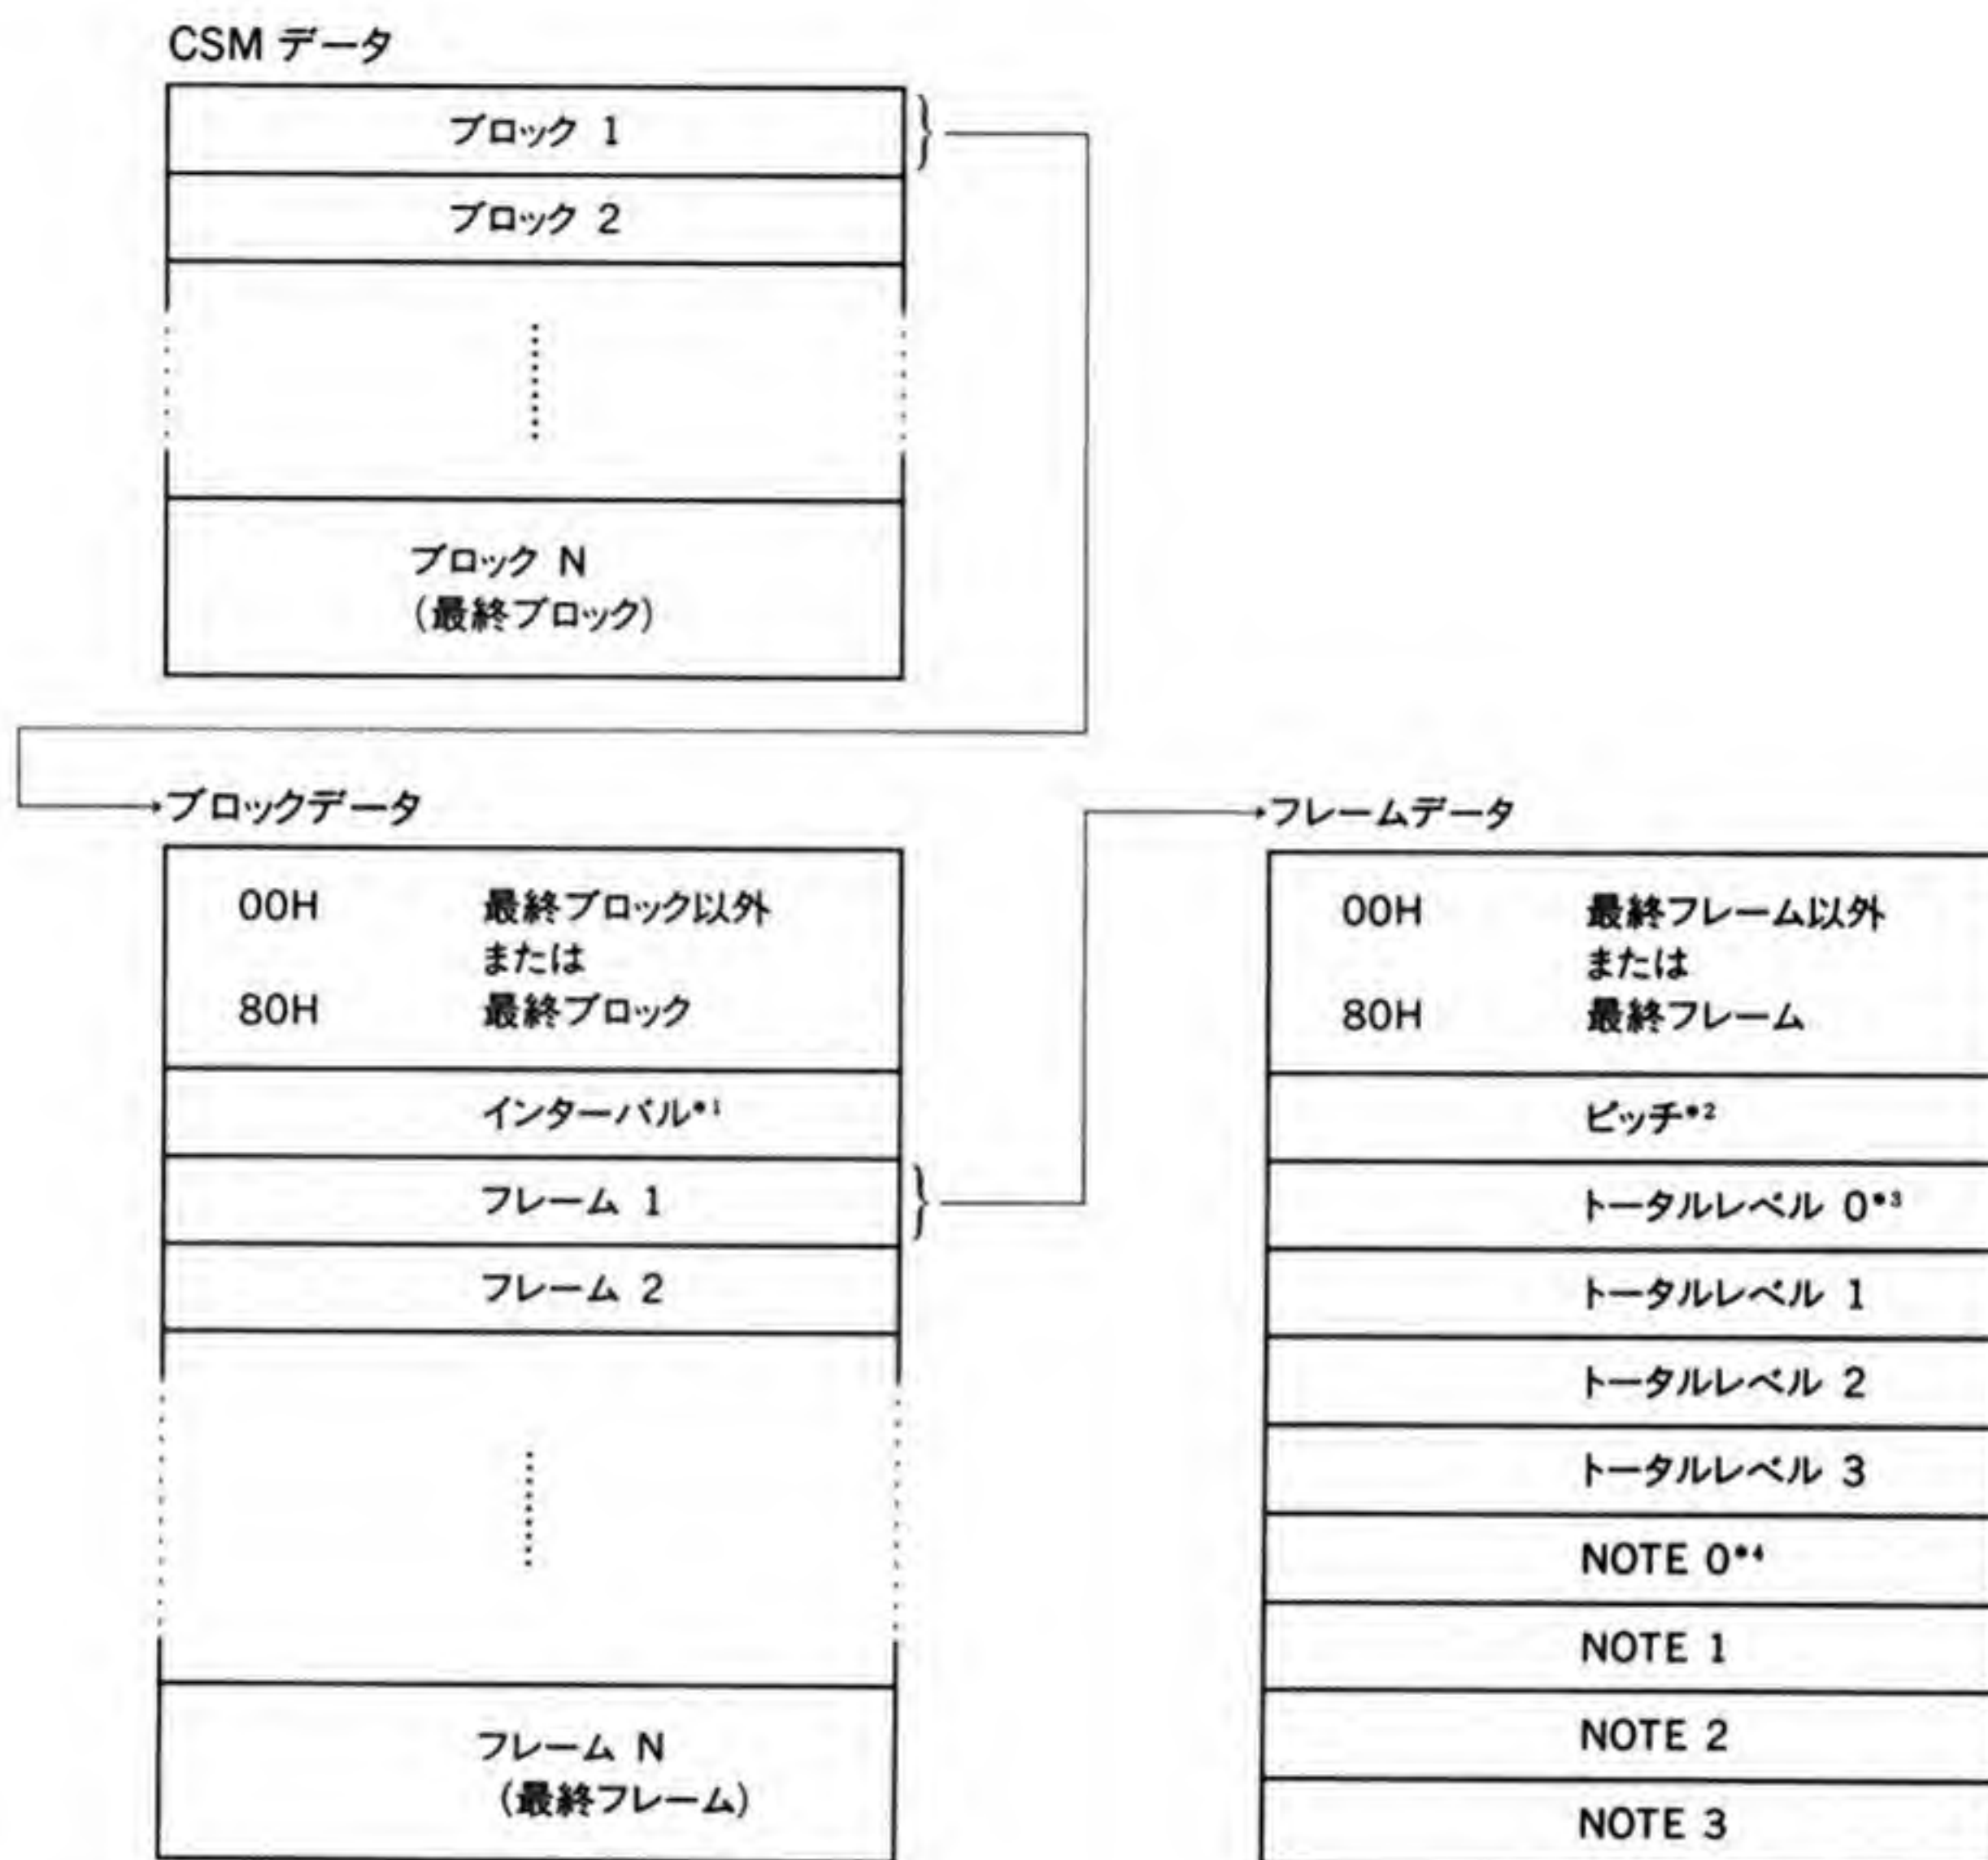 CSM データ
ブロック 1
ブロック 2
ブロック N
(最終ブロック)
ブロックデータ
00H 最終ブロック以外
または
80H 最終ブロック
インターバル*1
フレーム 1
フレーム 2
フレーム N
(最終フレーム)
フレームデータ
00H 最終フレーム以外
または
80H 最終フレーム
ピッチ*2
トータルレベル 0*3
トータルレベル 1
トータルレベル 2
トータルレベル 3
NOTE 0*4
NOTE 1
NOTE 2
NOTE 3